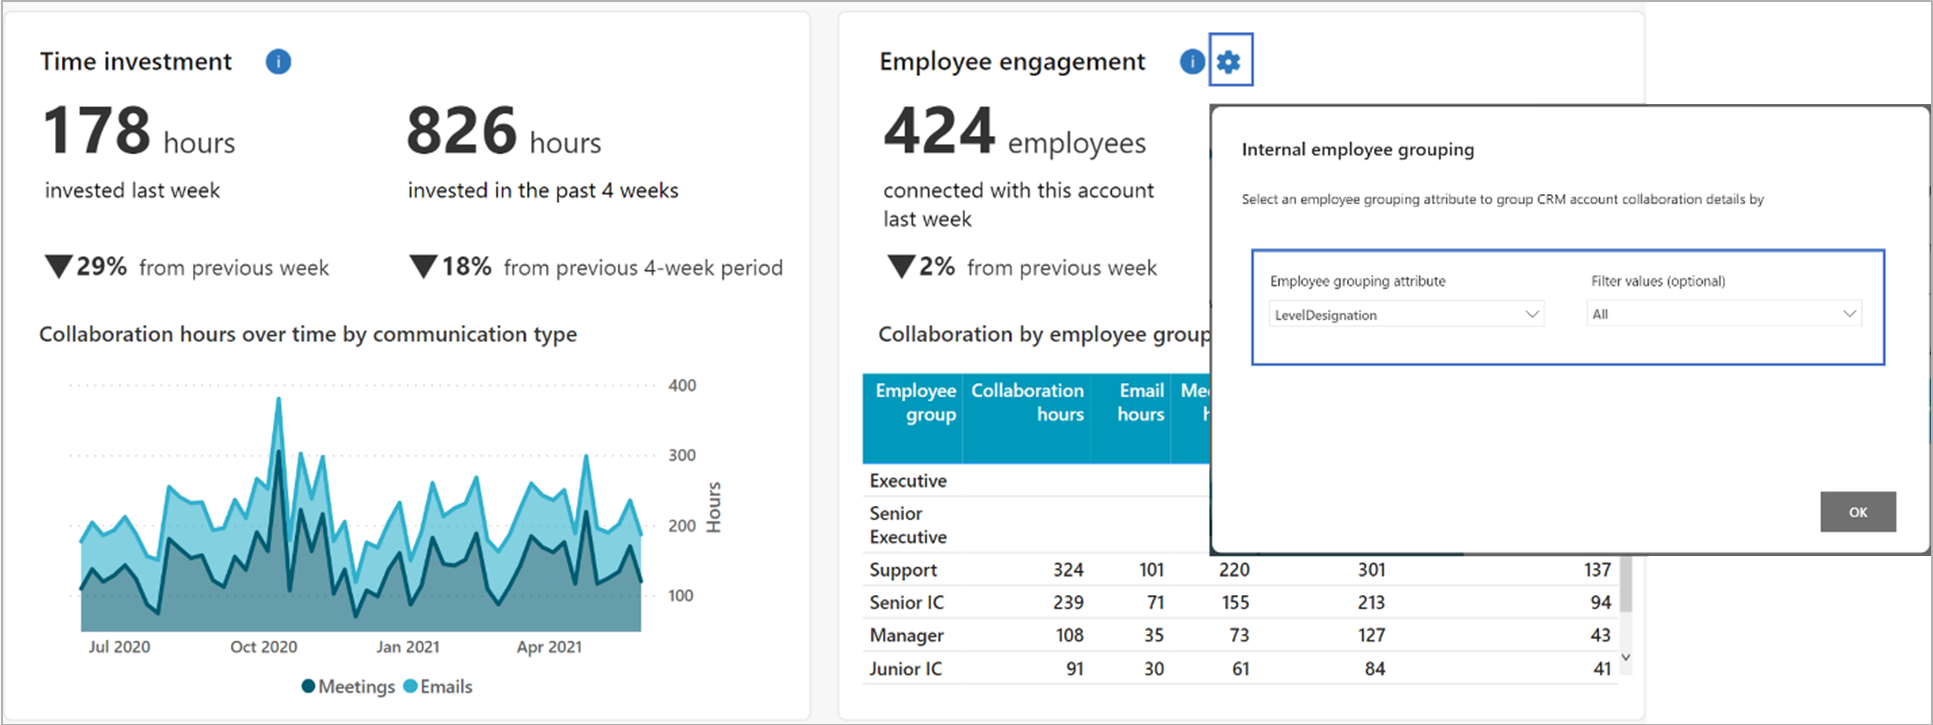 Time investment
178 hours
invested last week
▼29% from previous week
826 hours
invested in the past 4 weeks
▼18% from previous 4-week period
Collaboration hours over time by communication type
400
300
200
100
Hours
Jul 2020 Oct 2020 Jan 2021 Apr 2021
Meetings Emails
Employee engagement
424 employees
connected with this account
last week
▼2% from previous week
Collaboration by employee group
Employee group Collaboration hours Email hours
Executive
Senior
Executive
Support 324 101 220 301 137
Senior IC 239 71 155 213 94
Manager 108 35 73 127 43
Junior IC 91 30 61 84 41
Internal employee grouping
Select an employee grouping attribute to group CRM account collaboration details by
Employee grouping attribute Filter values (optional)
LevelDesignation All
OK